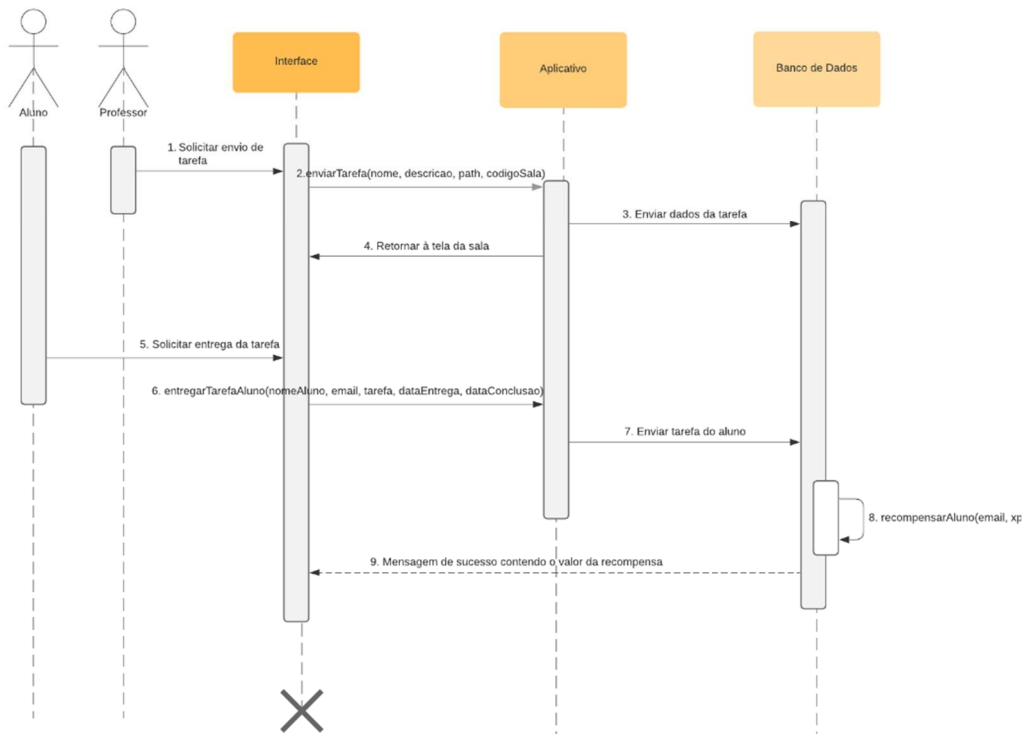 Interface
Aplicativo
Banco de Dados
Aluno
Professor
1. Solicitar envio de
tarefa
2.enviarTarefa(nome, descricao, path, codigoSala)
3. Enviar dados da tarefa
4. Retornar à tela da sala
5. Solicitar entrega da tarefa
6. entregarTarefaAluno(nomeAluno, email, tarefa, dataEntrega, dataConclusao)
7. Enviar tarefa do aluno
8. recompensarAluno(email, xp
9. Mensagem de sucesso contendo o valor da recompensa